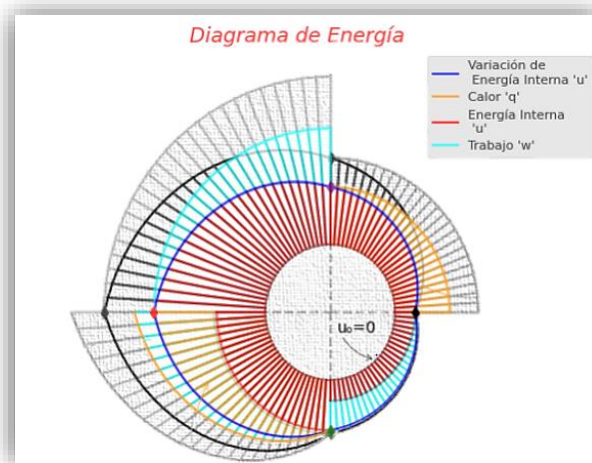 Diagrama de Energía
Variación de
Energía Interna 'u'
Calor 'q'
Energía Interna
'u'
Trabajo 'w'
u₀=0